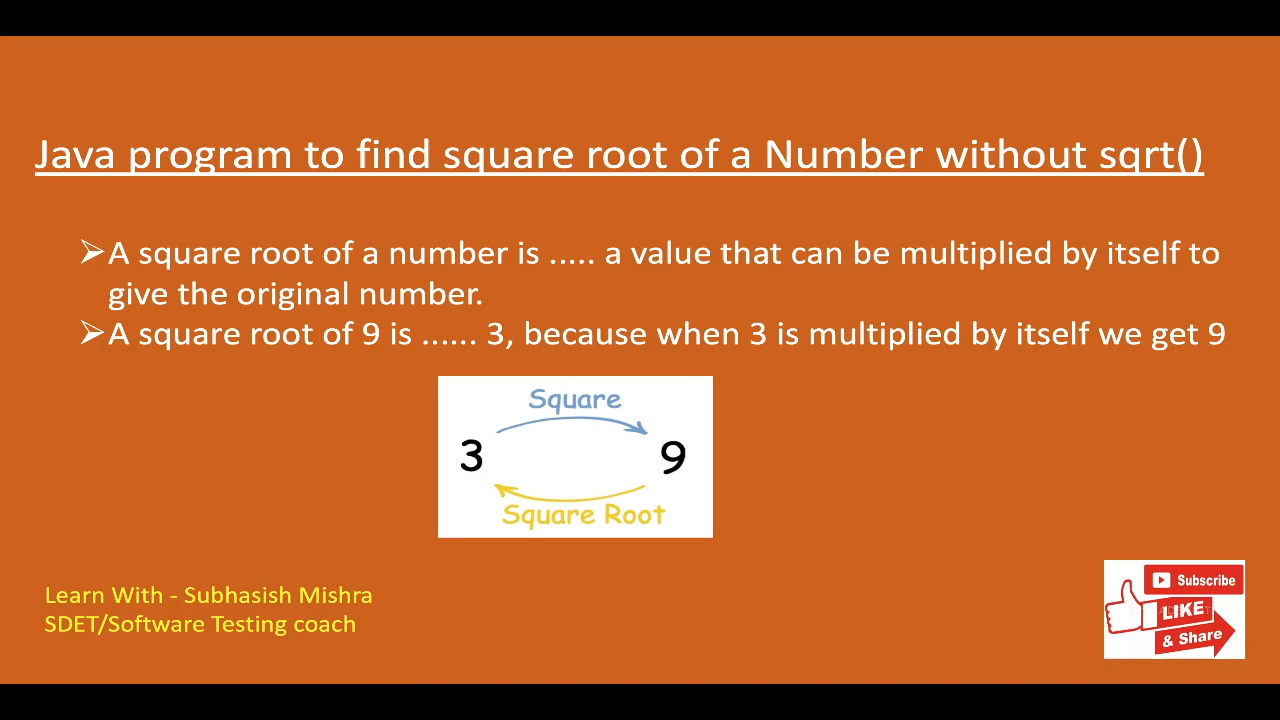 Java program to find square root of a Number without sqrt()
➢A square root of a number is ..... a value that can be multiplied by itself to
give the original number.
➢A square root of 9 is ...... 3, because when 3 is multiplied by itself we get 9
Square
3 9
Square Root
Learn With - Subhasish Mishra
SDET/Software Testing coach
Subscribe
LIKE
& Share